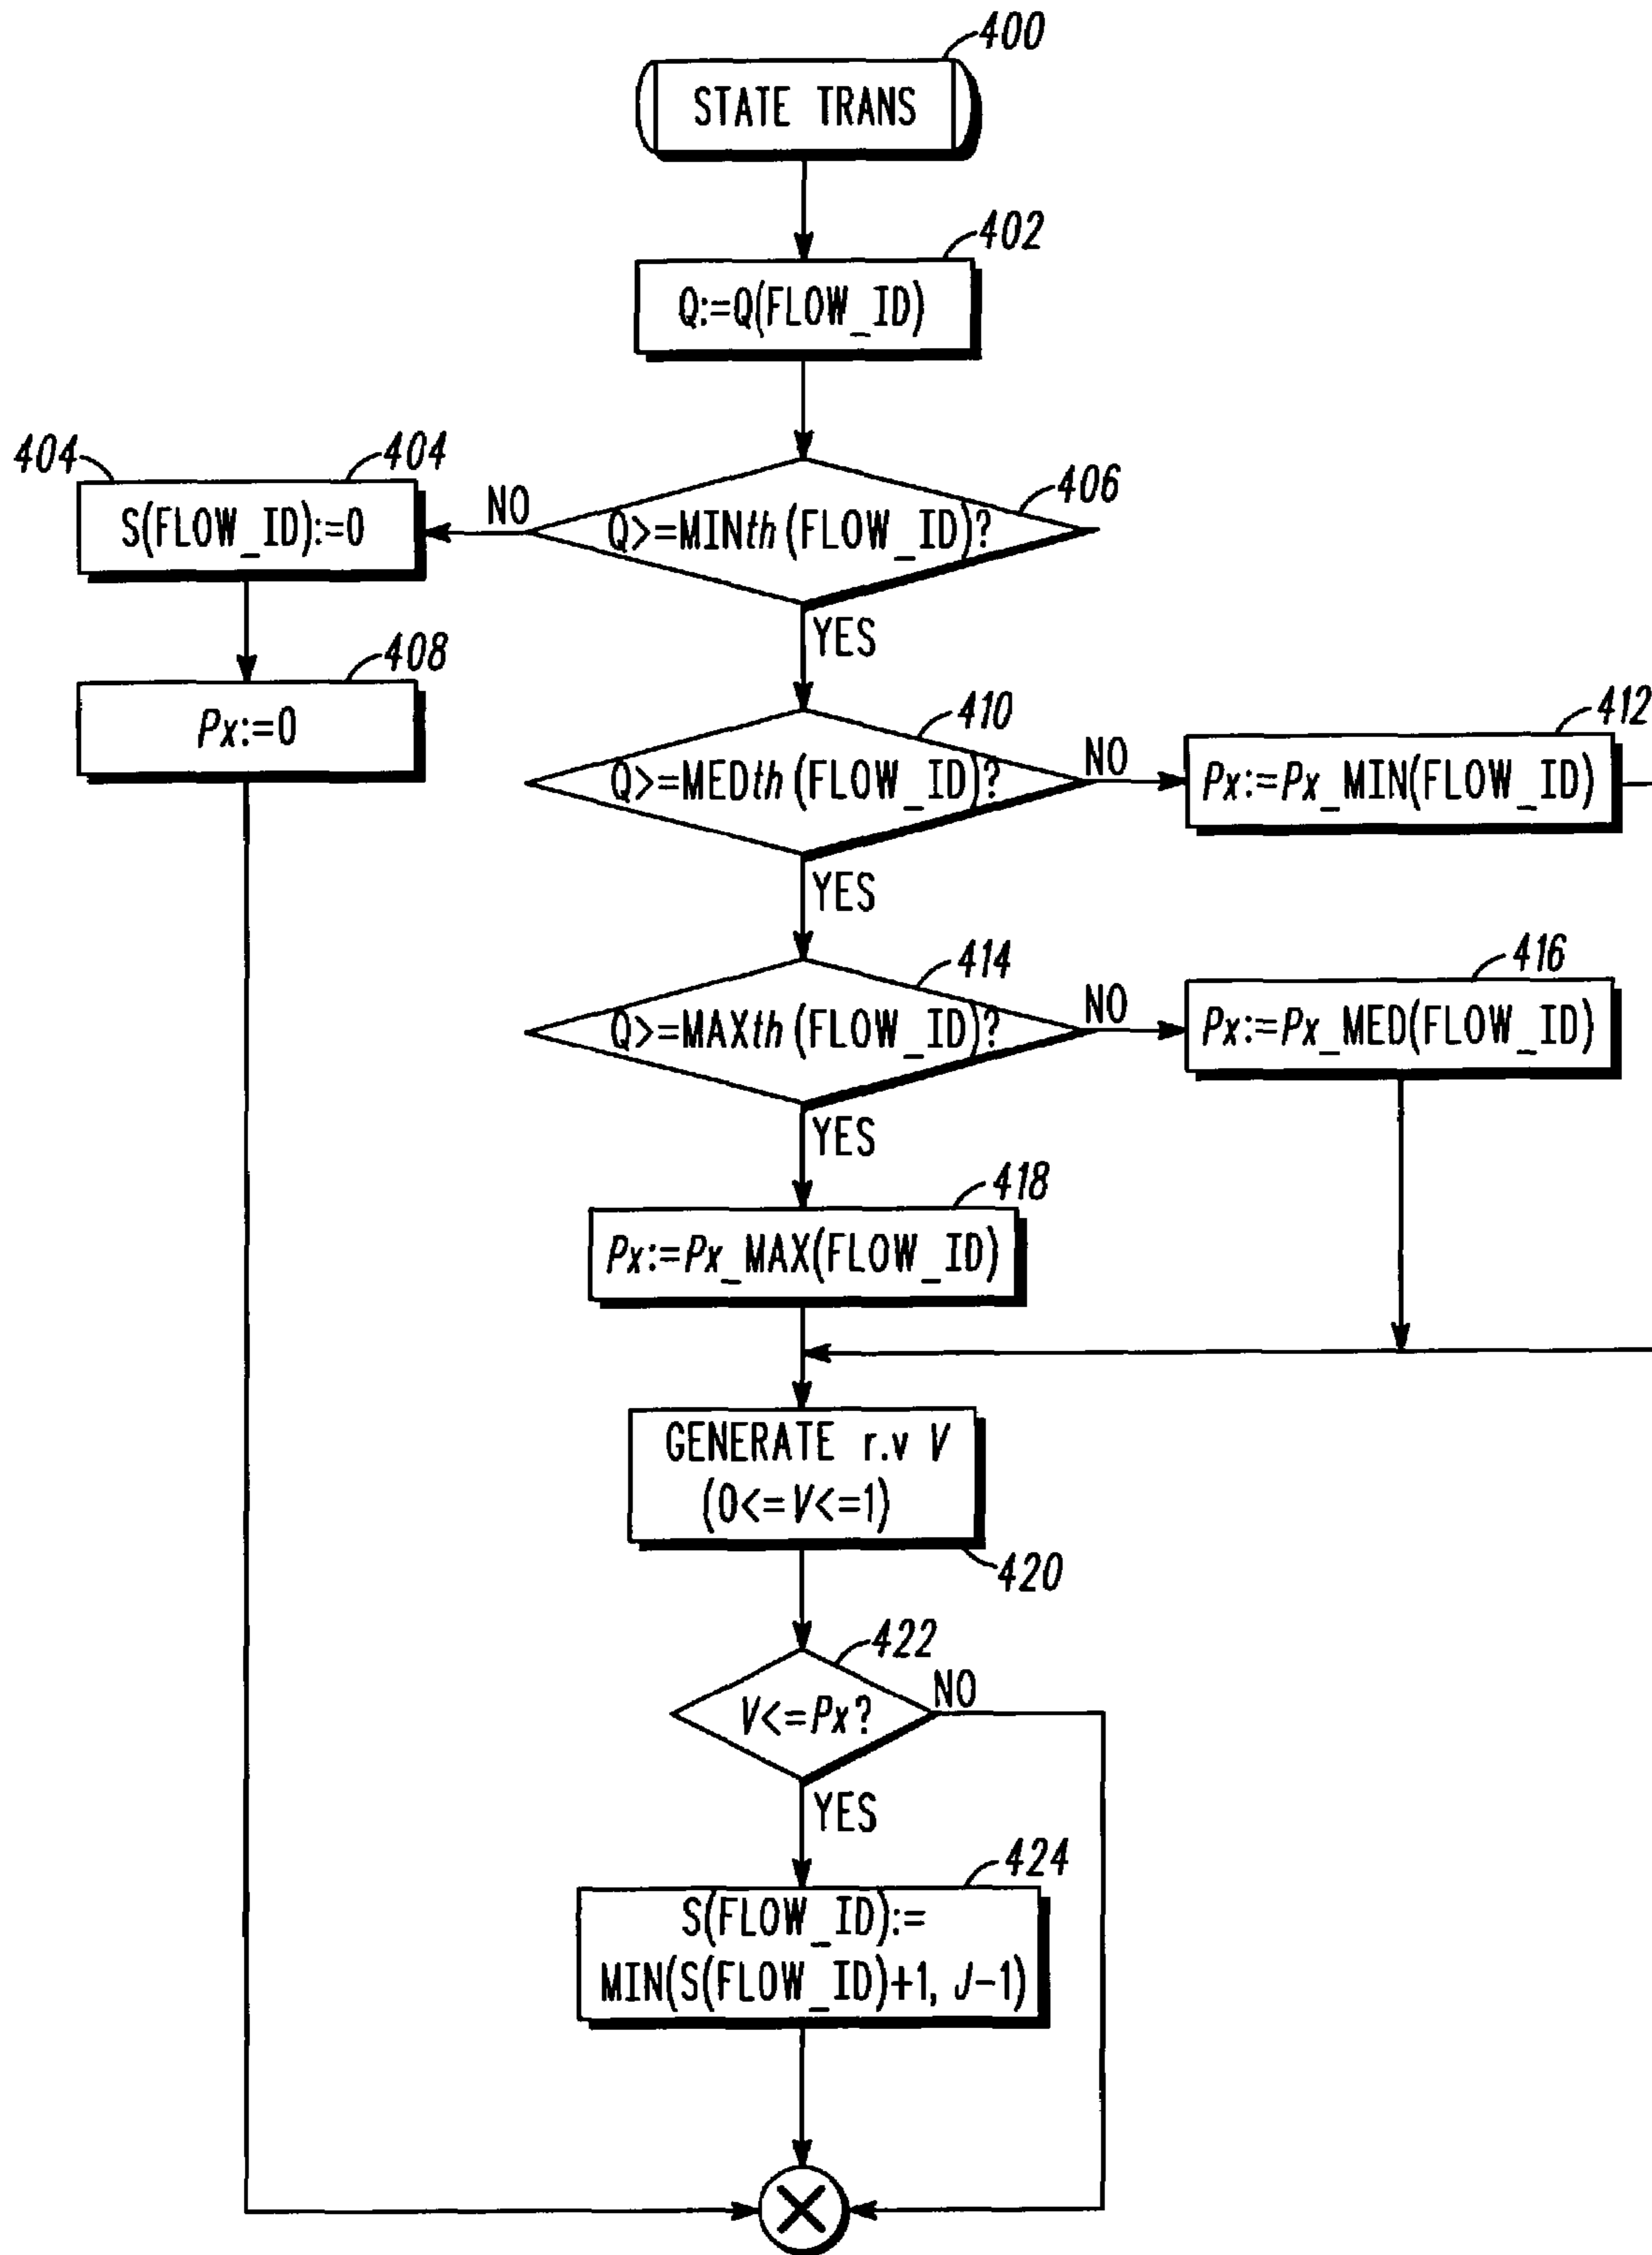 400
STATE TRANS
402
Q:=Q(FLOW_ID)
404
404
S(FLOW_ID):=0
NO
406
Q>=MINth(FLOW_ID)?
YES
408
Px:=0
410
Q>=MEDth(FLOW_ID)?
NO
412
Px:=Px_MIN(FLOW_ID)
YES
414
Q>=MAXth(FLOW_ID)?
NO
416
Px:=Px_MED(FLOW_ID)
YES
418
Px:=Px_MAX(FLOW_ID)
GENERATE r.v V
(0<=V<=1)
420
422
V<=Px?
NO
YES
424
S(FLOW_ID):=
MIN(S(FLOW_ID)+1, J-1)